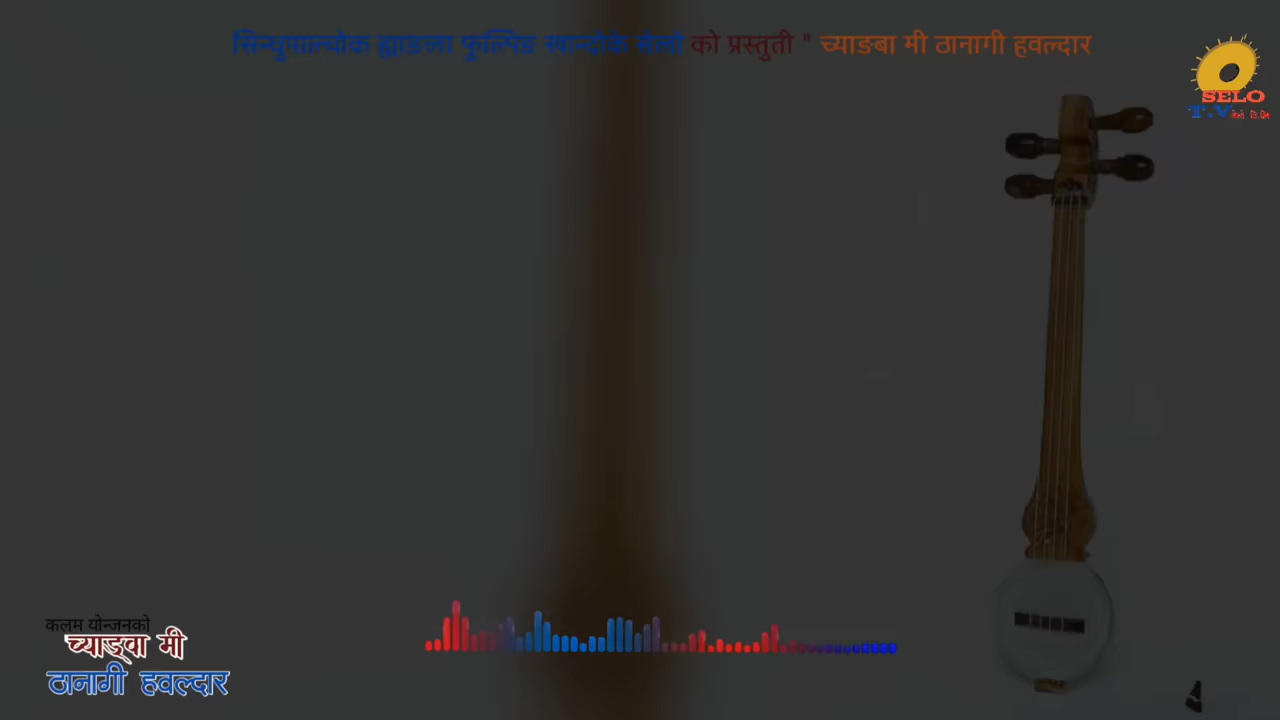 सिन्धुपाल्चोक ह्याङला फुल्पिङ खान्दोके सेलो को प्रस्तुती " च्याङबा मी ठानागी हवल्दार
SELO
T.V
कलम योन्जनको
च्याङ्वा मी
ठानागी हवल्दार